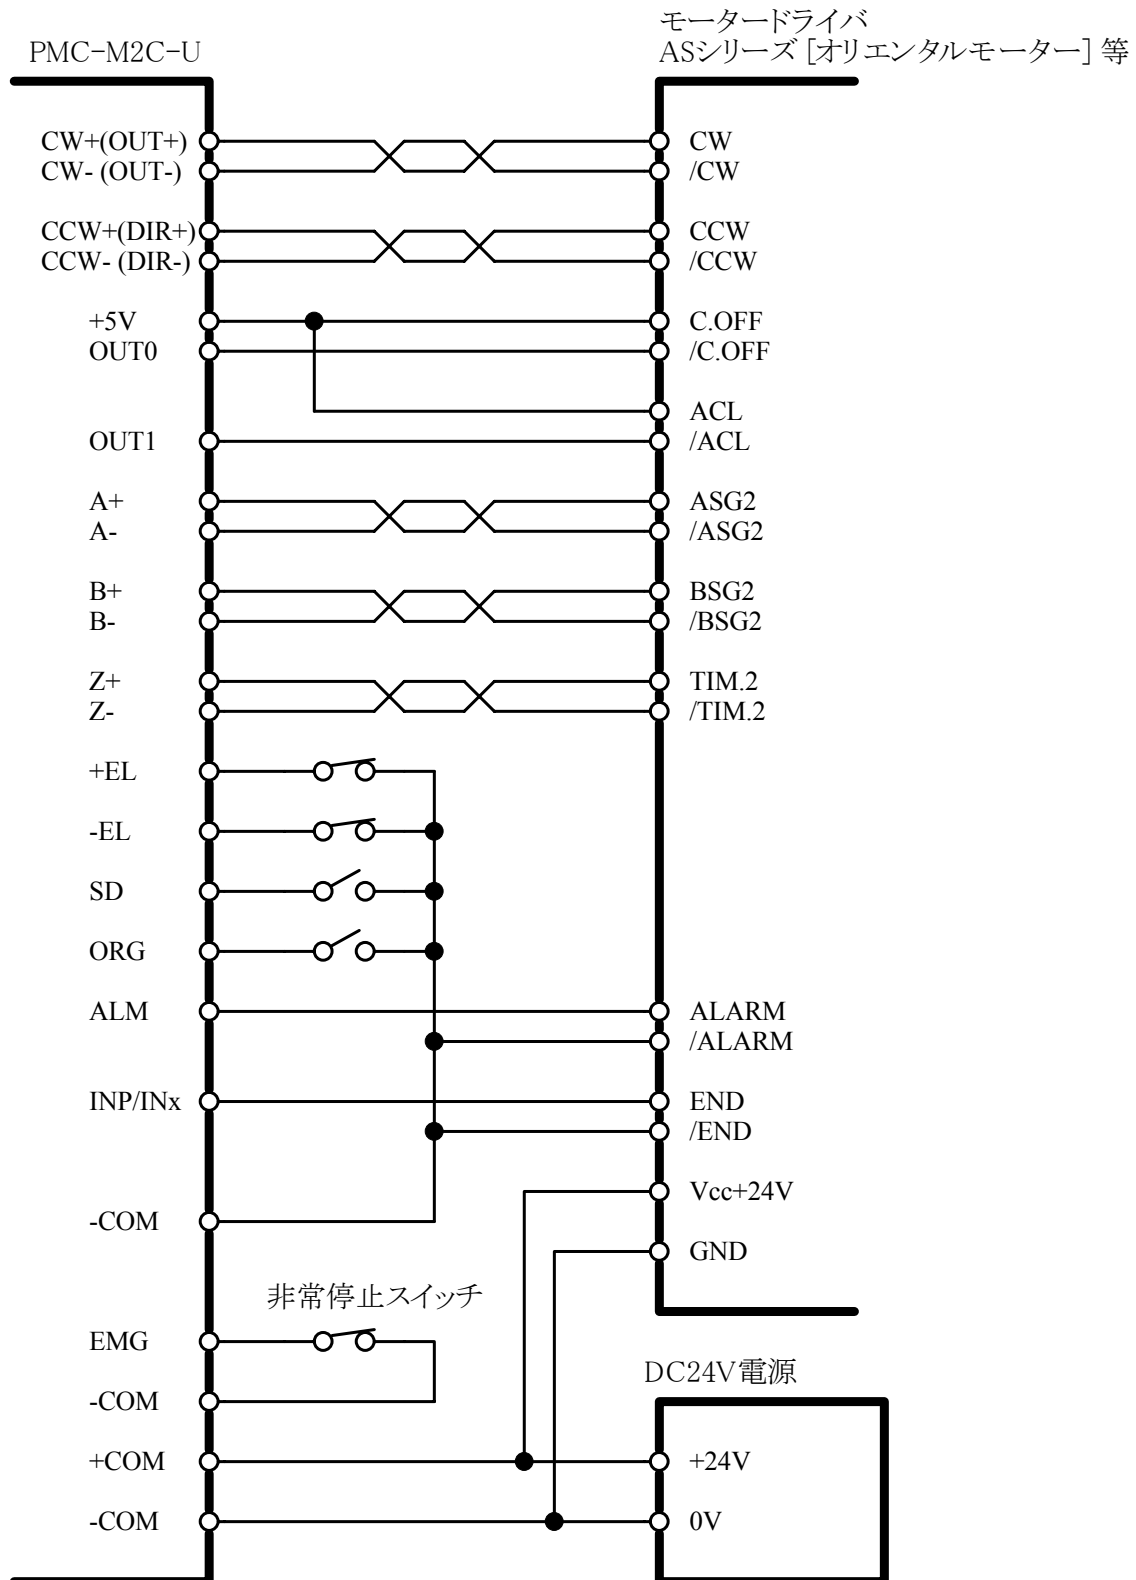 モータードライバ
PMC-M2C-U
ASシリーズ [オリエンタルモーター] 等
CW+(OUT+)
CW
CW- (OUT-)
/CW
CCW+(DIR+)
CCW
CCW- (DIR-)
/CCW
+5V
C.OFF
OUT0
/C.OFF
ACL
OUT1
/ACL
A+
ASG2
A-
/ASG2
B+
BSG2
B-
/BSG2
Z+
TIM.2
Z-
/TIM.2
+EL
-EL
SD
ORG
ALM
ALARM
/ALARM
INP/INx
END
/END
Vcc+24V
-COM
GND
非常停止スイッチ
EMG
DC24V電源
-COM
+COM
+24V
-COM
0V